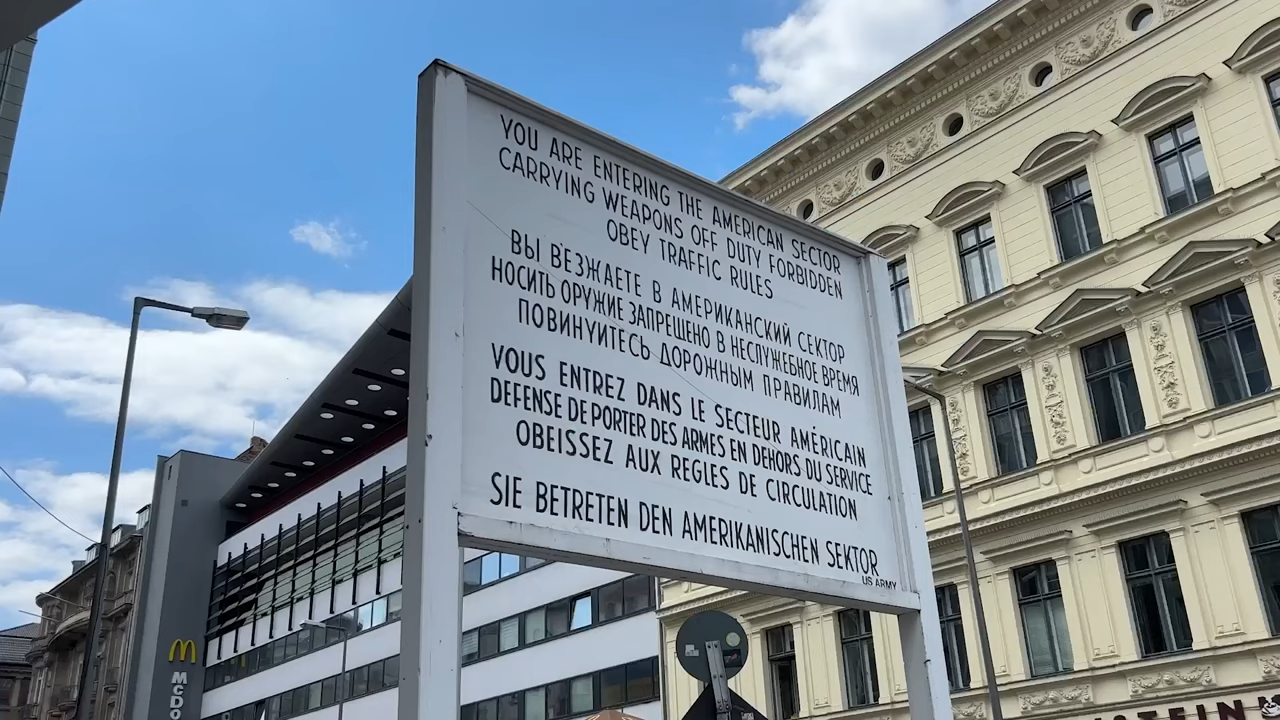 YOU ARE ENTERING THE AMERICAN SECTOR
CARRYING WEAPONS OFF DUTY FORBIDDEN
OBEY TRAFFIC RULES
ВЫ ВЕЗЖАЕТЕ В АМЕРИКАНСКИЙ СЕКТОР
НОСИТЬ ОРУЖИЕ ЗАПРЕЩЕНО В НЕСЛУЖЕБНОЕ ВРЕМЯ
ПОВИНУЙТЕСЬ ДОРОЖНЫМ ПРАВИЛАМ
VOUS ENTREZ DANS LE SECTEUR AMÉRICAIN
DEFENSE DE PORTER DES ARMES EN DEHORS DU SERVICE
OBEISSEZ AUX REGLES DE CIRCULATION
SIE BETRETEN DEN AMERIKANISCHEN SEKTOR
US ARMY
MCDO